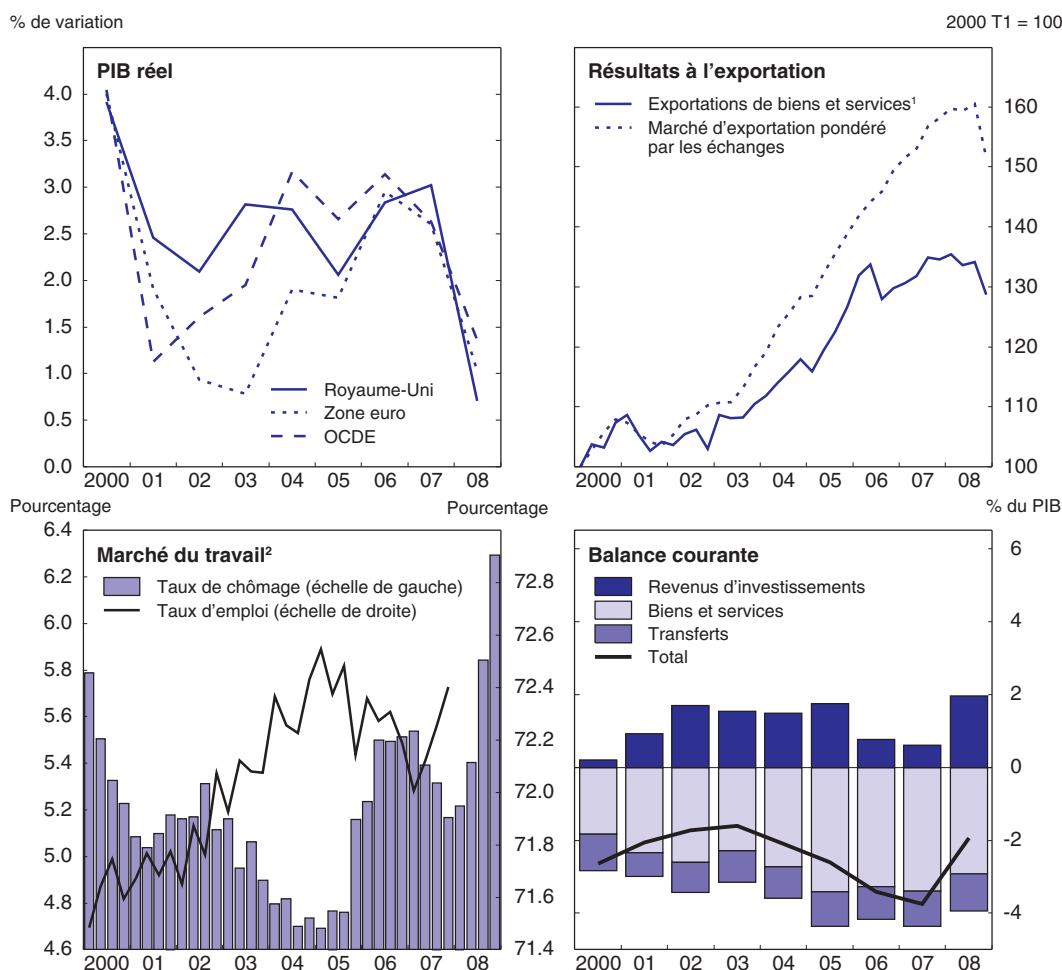 % de variation
2000 T1 = 100
PIB réel
4.0
3.5
3.0
2.5
2.0
1.5
1.0
0.5
0.0
Royaume-Uni
Zone euro
OCDE
2000 01 02 03 04 05 06 07 08
Résultats à l'exportation
Exportations de biens et services¹
Marché d'exportation pondéré
par les échanges
160
150
140
130
120
110
100
2000 01 02 03 04 05 06 07 08
Pourcentage
Pourcentage
% du PIB
Marché du travail²
Taux de chômage (échelle de gauche)
Taux d'emploi (échelle de droite)
6.4
6.2
6.0
5.8
5.6
5.4
5.2
5.0
4.8
4.6
72.8
72.6
72.4
72.2
72.0
71.8
71.6
71.4
2000 01 02 03 04 05 06 07 08
Balance courante
Revenus d'investissements
Biens et services
Transferts
Total
6
4
2
0
-2
-4
2000 01 02 03 04 05 06 07 08